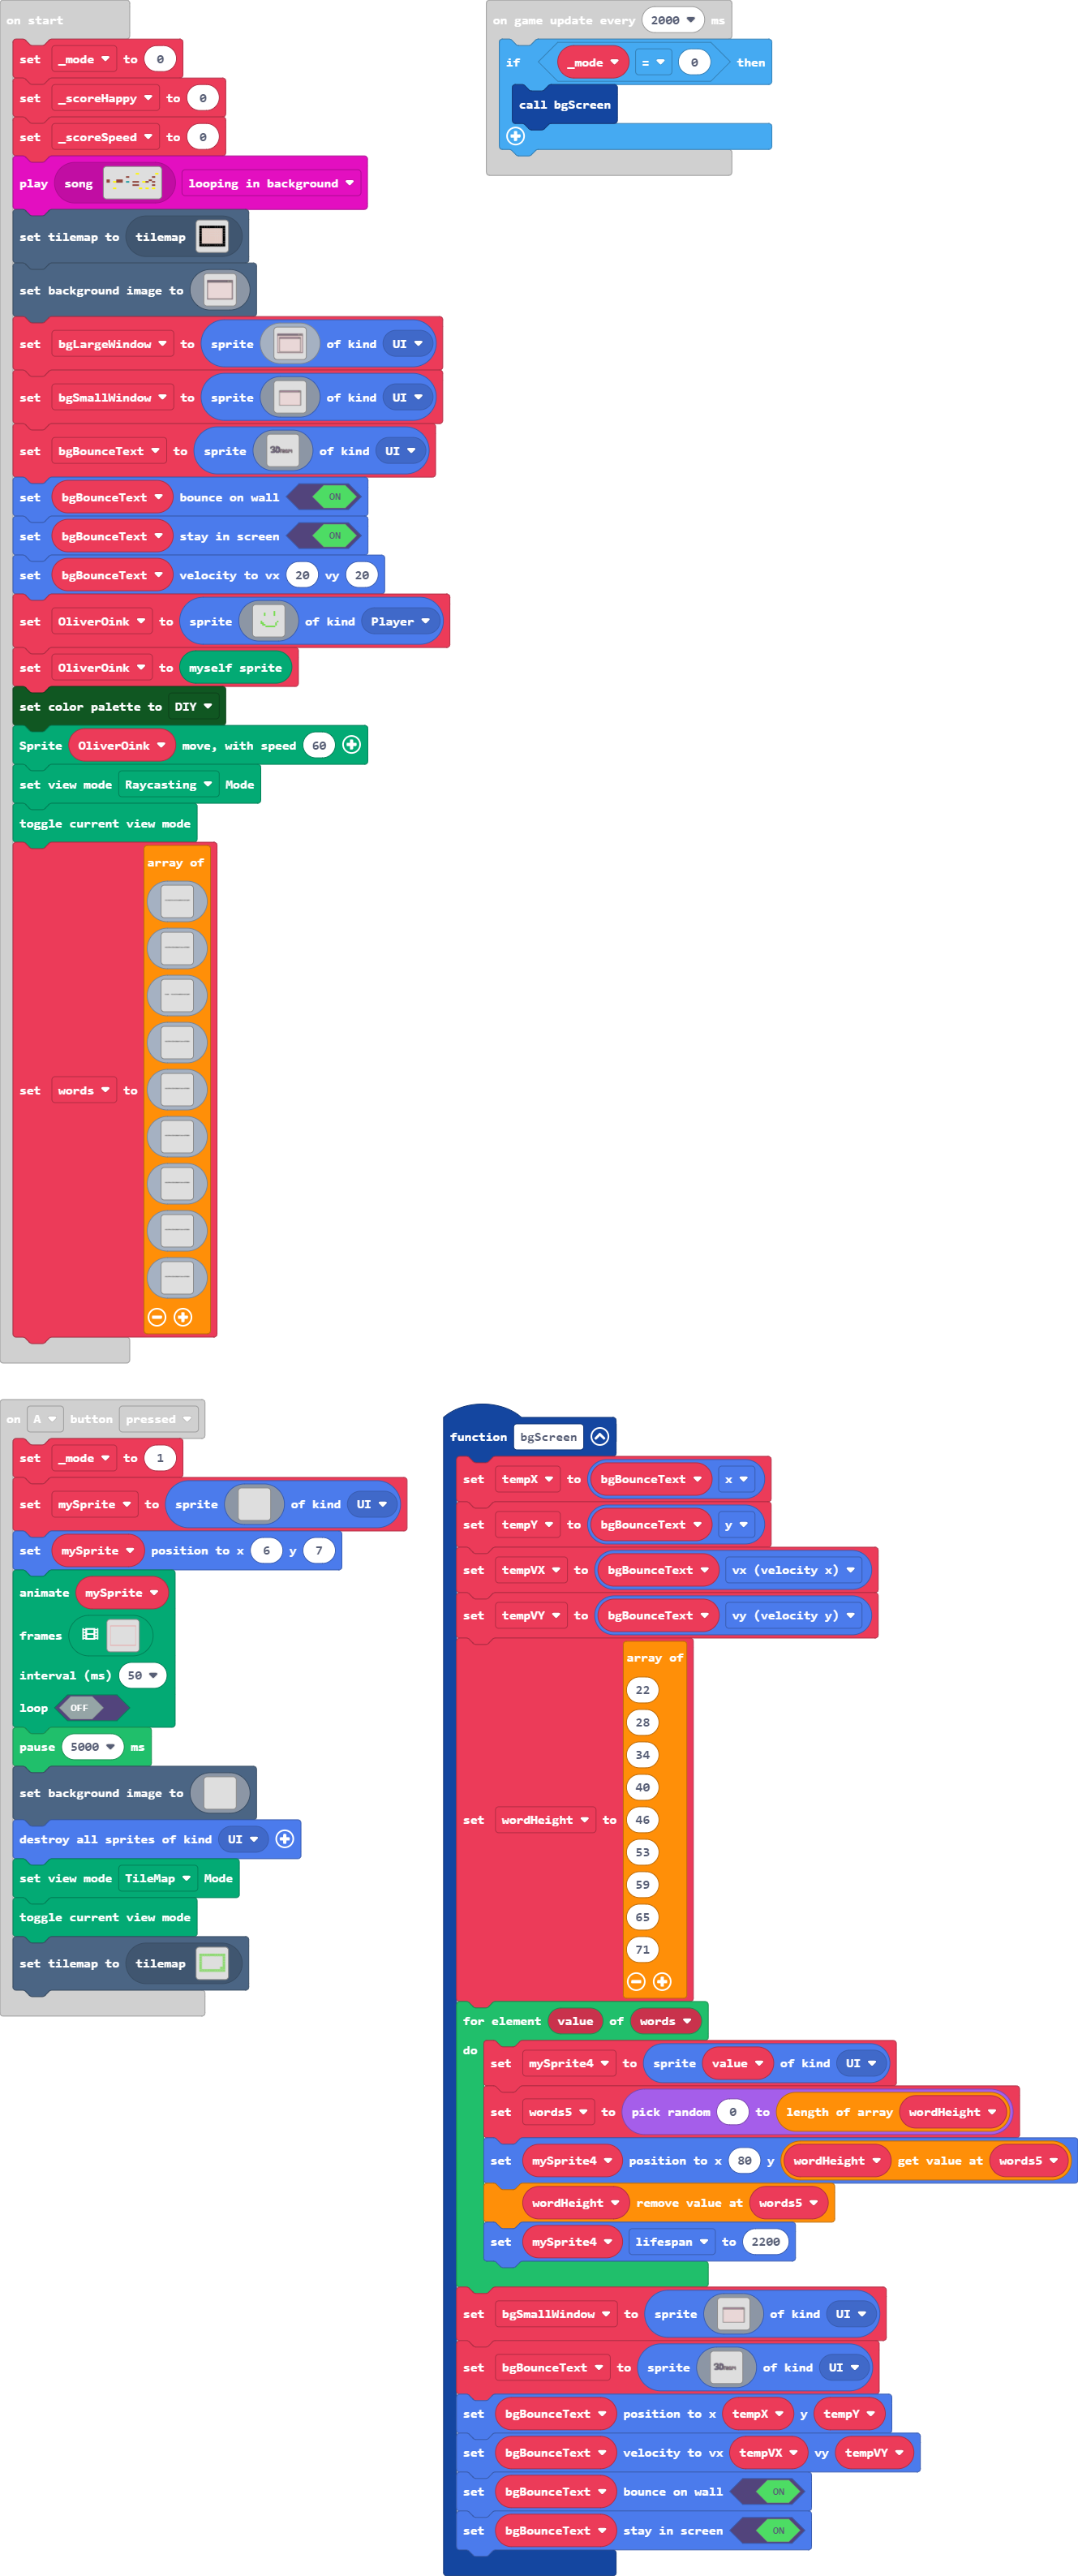 on start
set _mode to 0
set _scoreHappy to 0
set _scoreSpeed to 0
play song looping in background
set tilemap to tilemap
set background image to
set bgLargeWindow to sprite of kind UI
set bgSmallWindow to sprite of kind UI
set bgBounceText to sprite of kind UI
set bgBounceText bounce on wall ON
set bgBounceText stay in screen ON
set bgBounceText velocity to vx 20 vy 20
set OliverOink to sprite of kind Player
set OliverOink to myself sprite
set color palette to DIY
Sprite OliverOink move, with speed 60
set view mode Raycasting Mode
toggle current view mode
array of
set words to
on game update every 2000 ms
if _mode = 0 then
call bgScreen
on A button pressed
set _mode to 1
set mySprite to sprite of kind UI
set mySprite position to x 6 y 7
animate mySprite
frames
interval (ms) 50
loop OFF
pause 5000 ms
set background image to
destroy all sprites of kind UI
set view mode TileMap Mode
toggle current view mode
set tilemap to tilemap
function bgScreen
set tempX to bgBounceText x
set tempY to bgBounceText y
set tempVX to bgBounceText vx (velocity x)
set tempVY to bgBounceText vy (velocity y)
array of
22
28
34
40
set wordHeight to 46
53
59
65
71
for element value of words
do
set mySprite4 to sprite value of kind UI
set words5 to pick random 0 to length of array wordHeight
set mySprite4 position to x 80 y wordHeight get value at words5
wordHeight remove value at words5
set mySprite4 lifespan to 2200
set bgSmallWindow to sprite of kind UI
set bgBounceText to sprite of kind UI
set bgBounceText position to x tempX y tempY
set bgBounceText velocity to vx tempVX vy tempVY
set bgBounceText bounce on wall ON
set bgBounceText stay in screen ON